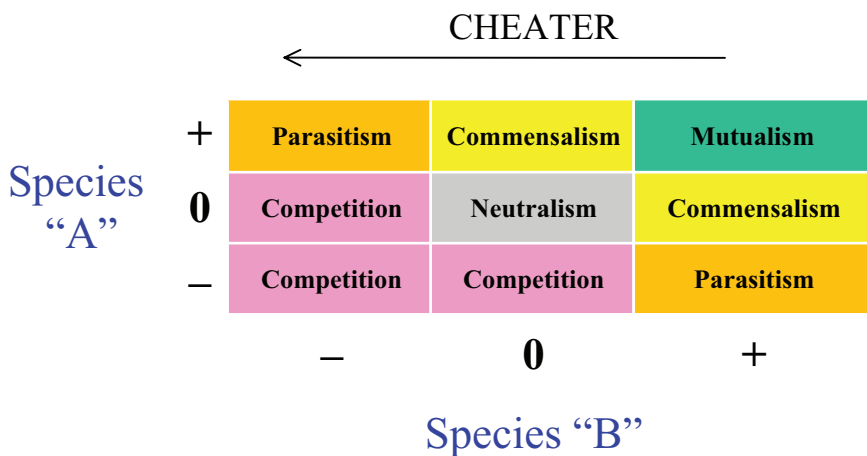 CHEATER
+ Parasitism Commensalism Mutualism
Species “A” 0 Competition Neutralism Commensalism
– Competition Competition Parasitism
– 0 +
Species “B”